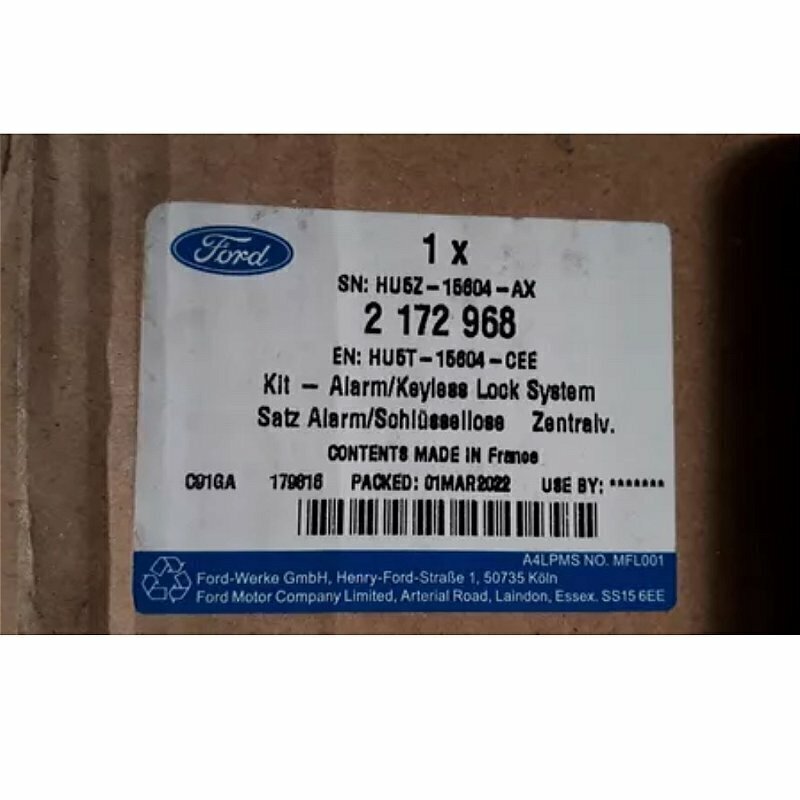 Ford
1 x
SN: HU5Z-15604-AX
2 172 968
EN: HU5T-15604-CEE
Kit - Alarm/Keyless Lock System
Satz Alarm/Schlüssellose Zentralv.
CONTENTS MADE IN France
C91GA 179816 PACKED: 01MAR2022 USE BY: *******
A4LPMS NO. MFL001
Ford-Werke GmbH, Henry-Ford-Straße 1, 50735 Köln
Ford Motor Company Limited, Arterial Road, Laindon, Essex. SS15 6EE